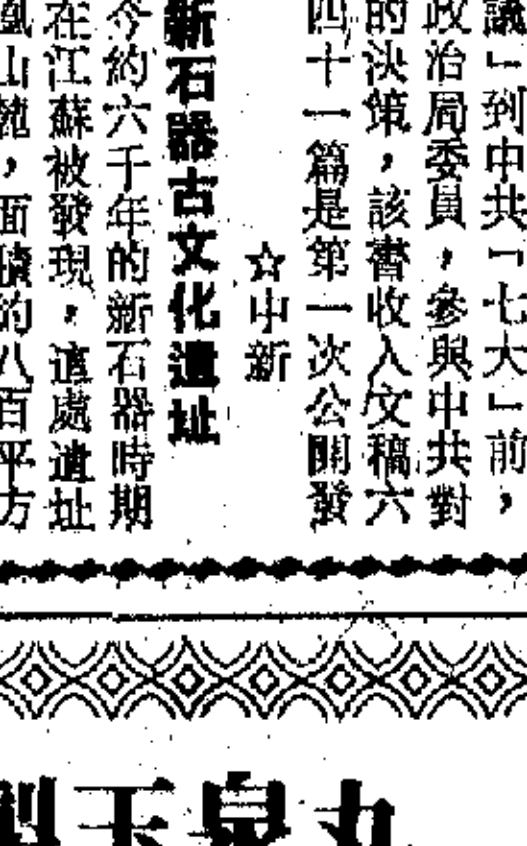 議」到中共「七大」前,
政治局委員,參與中共對
的決策,該書收入文稿六
四十一篇是第一次公開發
☆中新
新石器古文化遺址
今約六千年的新石器時期
在江蘇被發現,這處遺址
鳳山麓,面積約八百平方